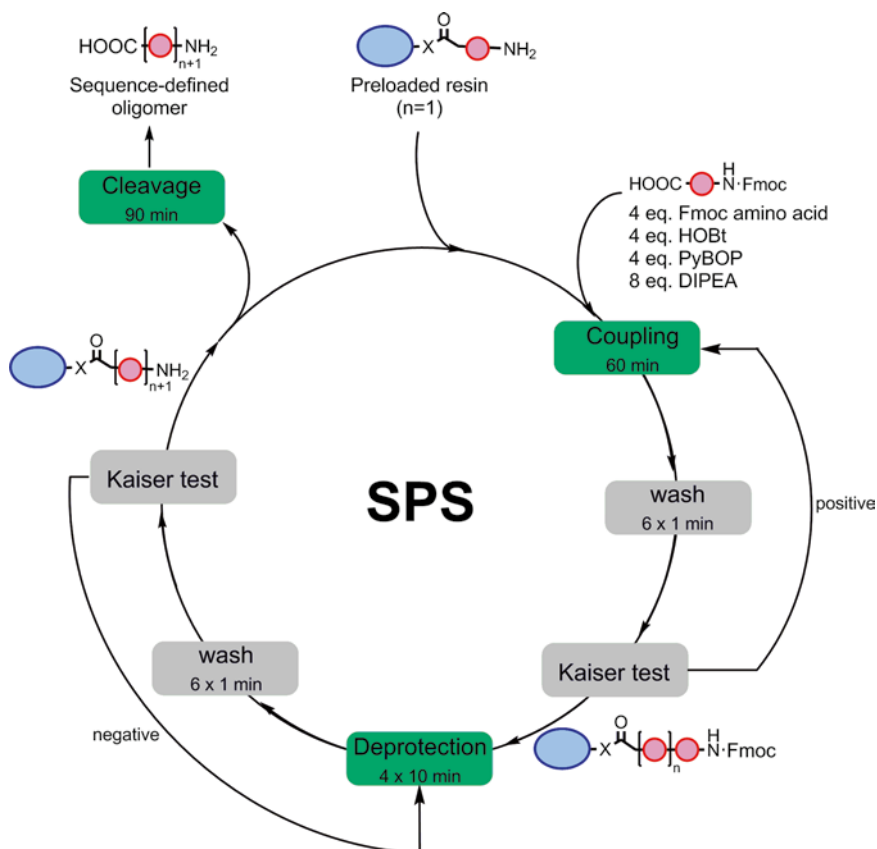 HOOC [ ]n+1 NH2
Sequence-defined
oligomer
X O NH2
Preloaded resin
(n=1)
Cleavage
90 min
HOOC N H Fmoc
4 eq. Fmoc amino acid
4 eq. HOBt
4 eq. PyBOP
8 eq. DIPEA
Coupling
60 min
X O [ ]n+1 NH2
Kaiser test
SPS
wash
6 x 1 min
positive
wash
6 x 1 min
Kaiser test
negative
Deprotection
4 x 10 min
X O [ ]n N H Fmoc